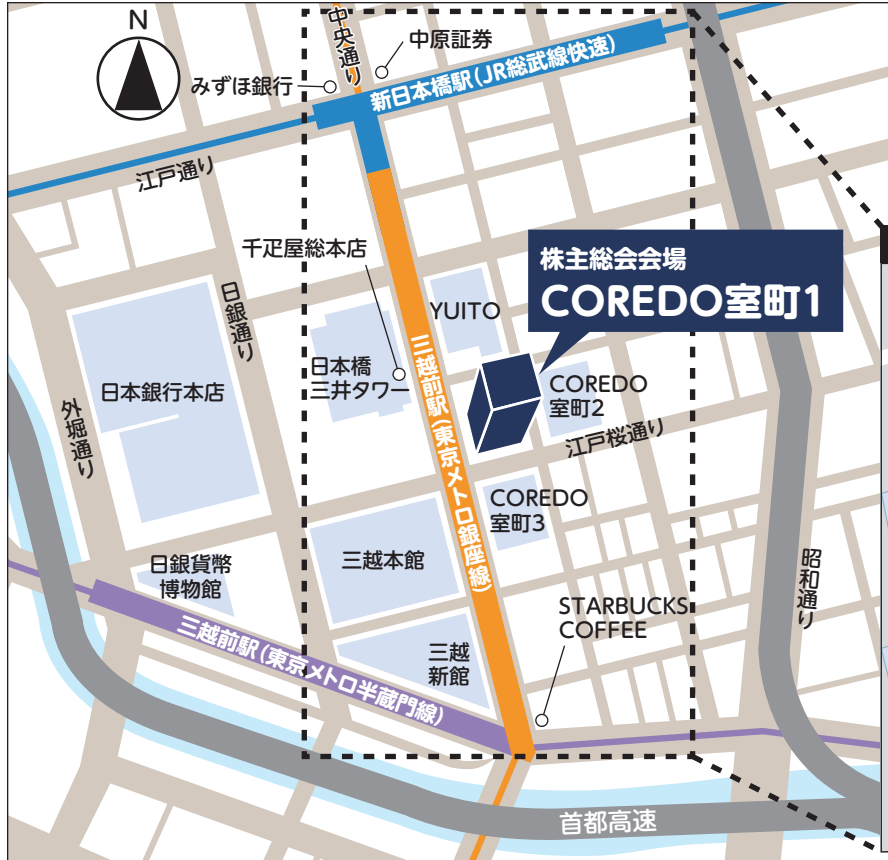 N
中央通り
中原証券
みずほ銀行
新日本橋駅(JR総武線快速)
江戸通り
千疋屋総本店
株主総会会場
COREDO室町1
日銀通り
YUITO
三越前駅(東京メトロ銀座線)
日本橋
三井タワー
COREDO
室町2
日本銀行本店
外堀通り
江戸桜通り
COREDO
室町3
日銀貨幣
博物館
三越本館
昭和通り
STARBUCKS
COFFEE
三越前駅(東京メトロ半蔵門線)
三越
新館
首都高速